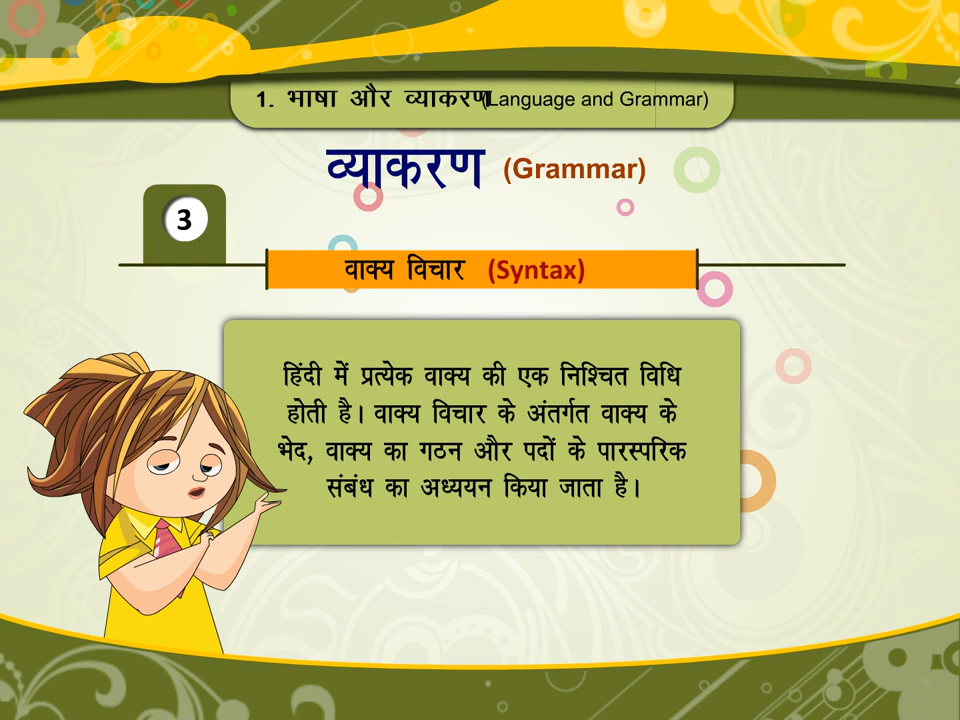 1. भाषा और व्याकरण (Language and Grammar)
व्याकरण (Grammar)
3
वाक्य विचार (Syntax)
हिंदी में प्रत्येक वाक्य की एक निश्चित विधि
होती है। वाक्य विचार के अंतर्गत वाक्य के
भेद, वाक्य का गठन और पदों के पारस्परिक
संबंध का अध्ययन किया जाता है।